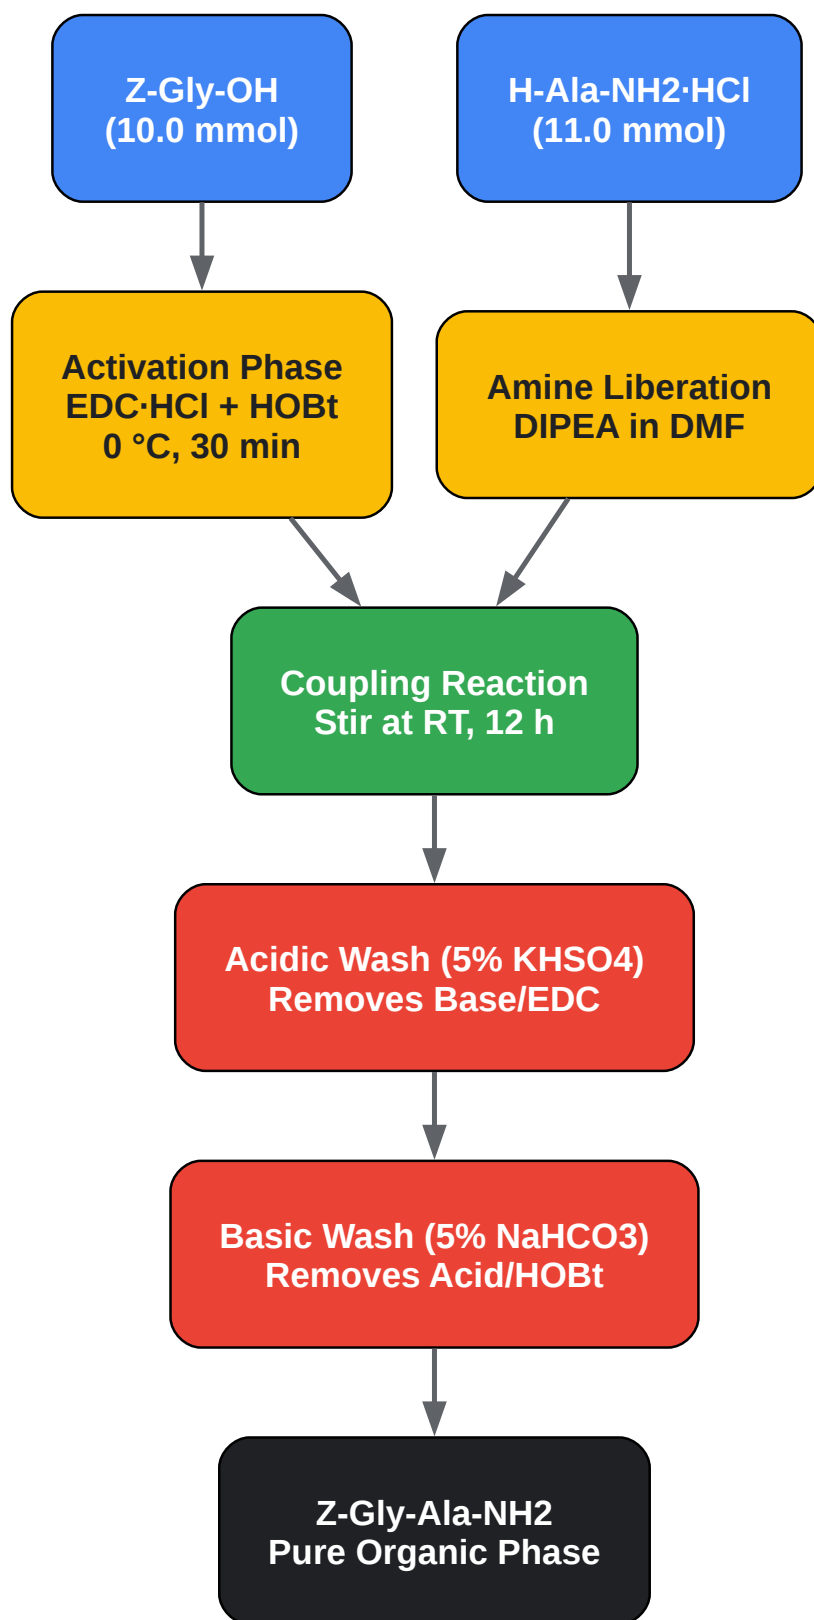 Z-Gly-OH
(10.0 mmol)
H-Ala-NH2·HCl
(11.0 mmol)
Activation Phase
EDC·HCl + HOBt
0 °C, 30 min
Amine Liberation
DIPEA in DMF
Coupling Reaction
Stir at RT, 12 h
Acidic Wash (5% KHSO4)
Removes Base/EDC
Basic Wash (5% NaHCO3)
Removes Acid/HOBt
Z-Gly-Ala-NH2
Pure Organic Phase